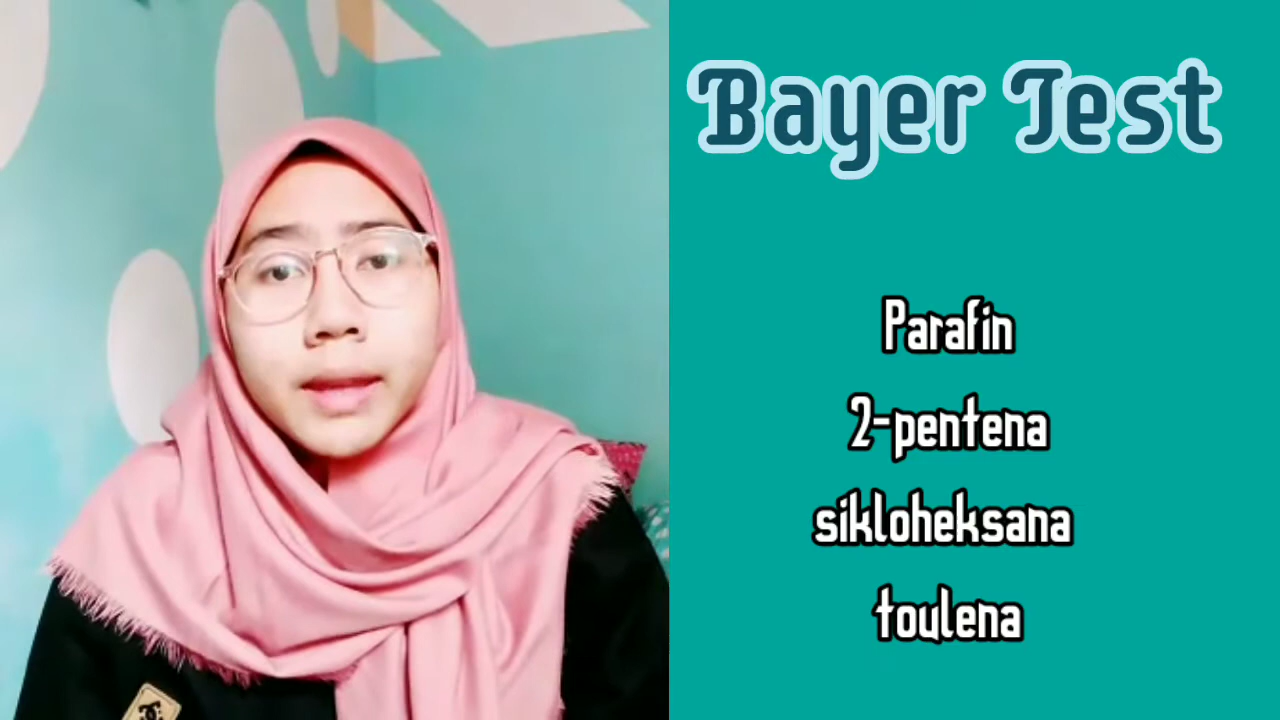 Bayer Test
Parafin
2-pentena
sikloheksana
toulena